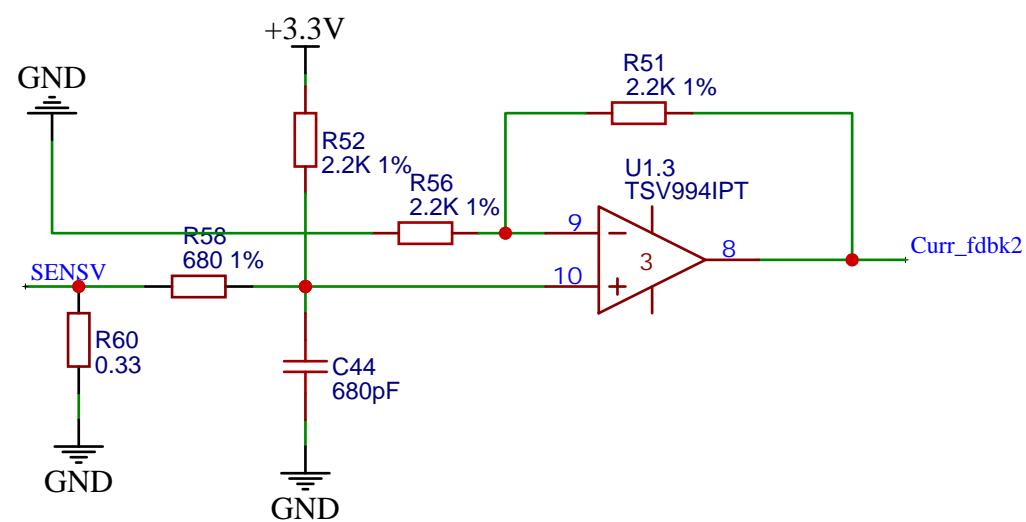 +3.3V
GND
R51
2.2K 1%
R52
2.2K 1%
U1.3
TSV994IPT
R56
2.2K 1%
9
R58
680 1%
8
Curr_fdbk2
3
SENSV
10
R60
0.33
C44
680pF
GND
GND